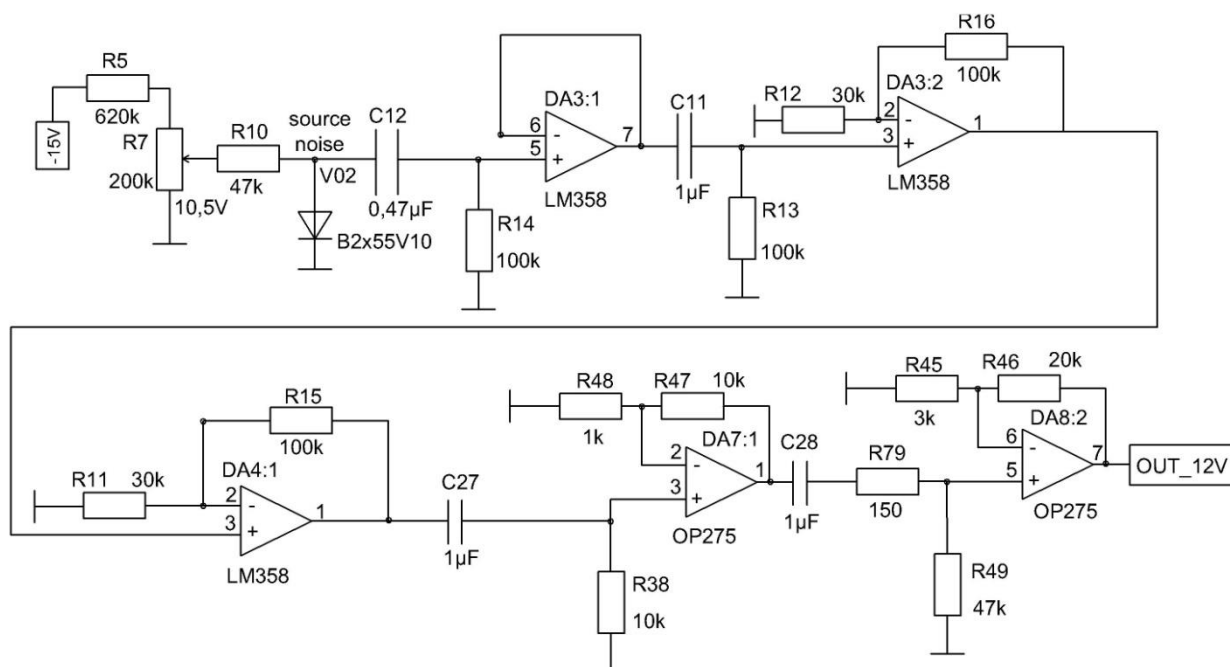 -15V
R5
620k
R7
200k
10,5V
R10
47k
source
noise
V02
B2x55V10
C12
0,47µF
R14
100k
DA3:1
6
-
5
+
7
LM358
C11
1µF
R13
100k
R12
30k
R16
100k
DA3:2
2
-
3
+
1
LM358
R11
30k
R15
100k
DA4:1
2
-
3
+
1
LM358
C27
1µF
R38
10k
R48
1k
R47
10k
DA7:1
2
-
3
+
1
OP275
C28
1µF
R79
150
R49
47k
R45
3k
R46
20k
DA8:2
6
-
5
+
7
OP275
OUT_12V